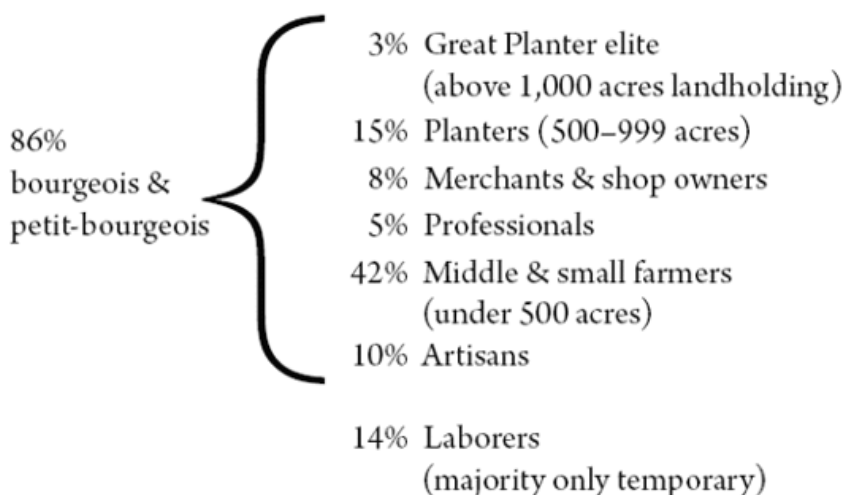 86%
bourgeois &
petit-bourgeois
3% Great Planter elite
(above 1,000 acres landholding)
15% Planters (500–999 acres)
8% Merchants & shop owners
5% Professionals
42% Middle & small farmers
(under 500 acres)
10% Artisans
14% Laborers
(majority only temporary)